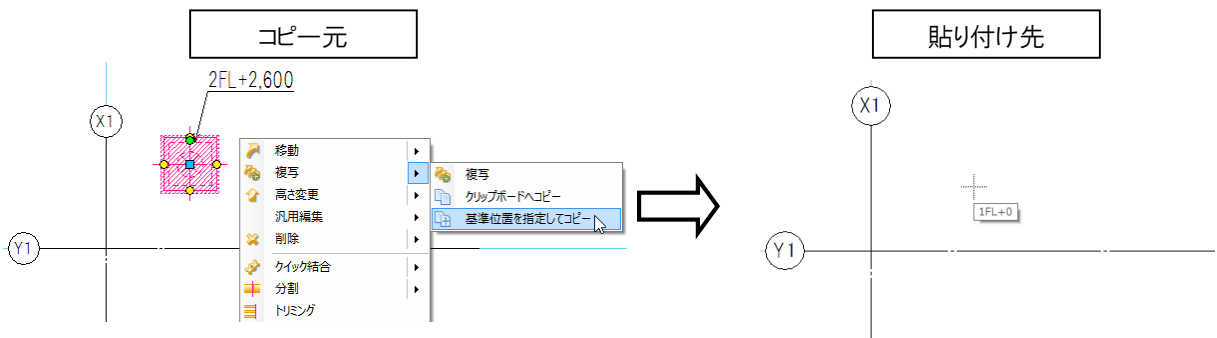 コピー元
貼り付け先
2FL+2,600
X1
Y1
移動
複写
高さ変更
汎用編集
削除
クイック結合
分割
トリミング
複写
クリップボードへコピー
基準位置を指定してコピー
X1
1FL+0
Y1